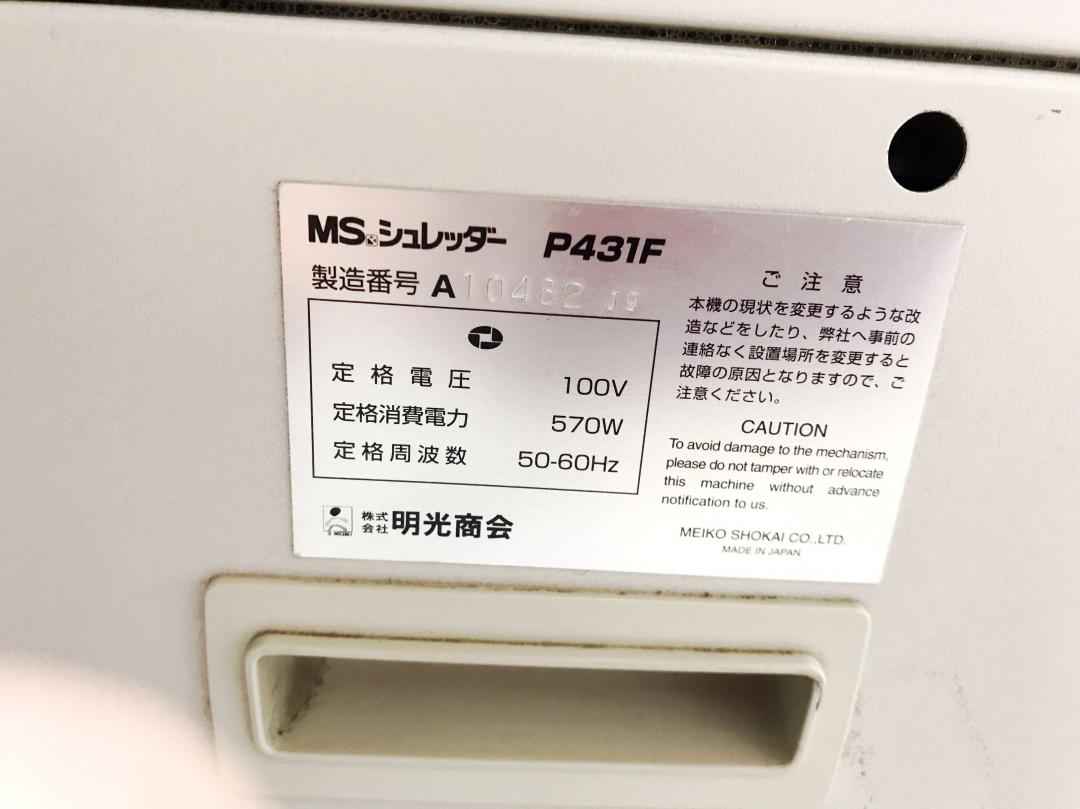 MSシュレッダー P431F
製造番号 A10482 J9
定格電圧 100V
定格消費電力 570W
定格周波数 50-60Hz
株式会社 明光商会
MEIKO
ご注意
本機の現状を変更するような改
造などをしたり、弊社へ事前の
連絡なく設置場所を変更すると
故障の原因となりますので、ご
注意ください。
CAUTION
To avoid damage to the mechanism,
please do not tamper with or relocate
this machine without advance
notification to us.
MEIKO SHOKAI CO.,LTD.
MADE IN JAPAN